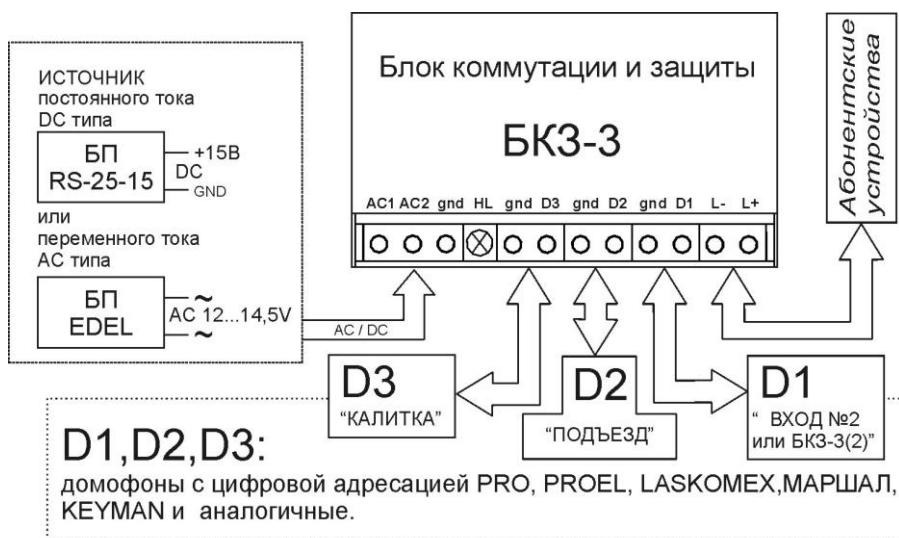 ИСТОЧНИК
постоянного тока
DC типа
БП
RS-25-15
+15В
DC
GND
или
переменного тока
AC типа
БП
EDEL
~
AC 12...14,5V
~
AC / DC
Блок коммутации и защиты
БКЗ-3
AC1 AC2 gnd HL gnd D3 gnd D2 gnd D1 L- L+
Абонентские
устройства
D3
“КАЛИТКА”
D2
“ПОДЪЕЗД”
D1
“ ВХОД №2
или БКЗ-3(2)”
D1,D2,D3:
домофоны с цифровой адресацией PRO, PROEL, LASKOMEX,МАРШАЛ,
KEYMAN и аналогичные.